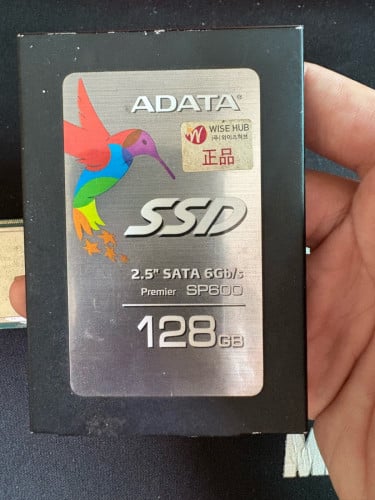 ADATA®
WISE HUB
(주)와이즈허브
正品
SSD
2.5" SATA 6Gb/s
Premier SP600
128GB
M